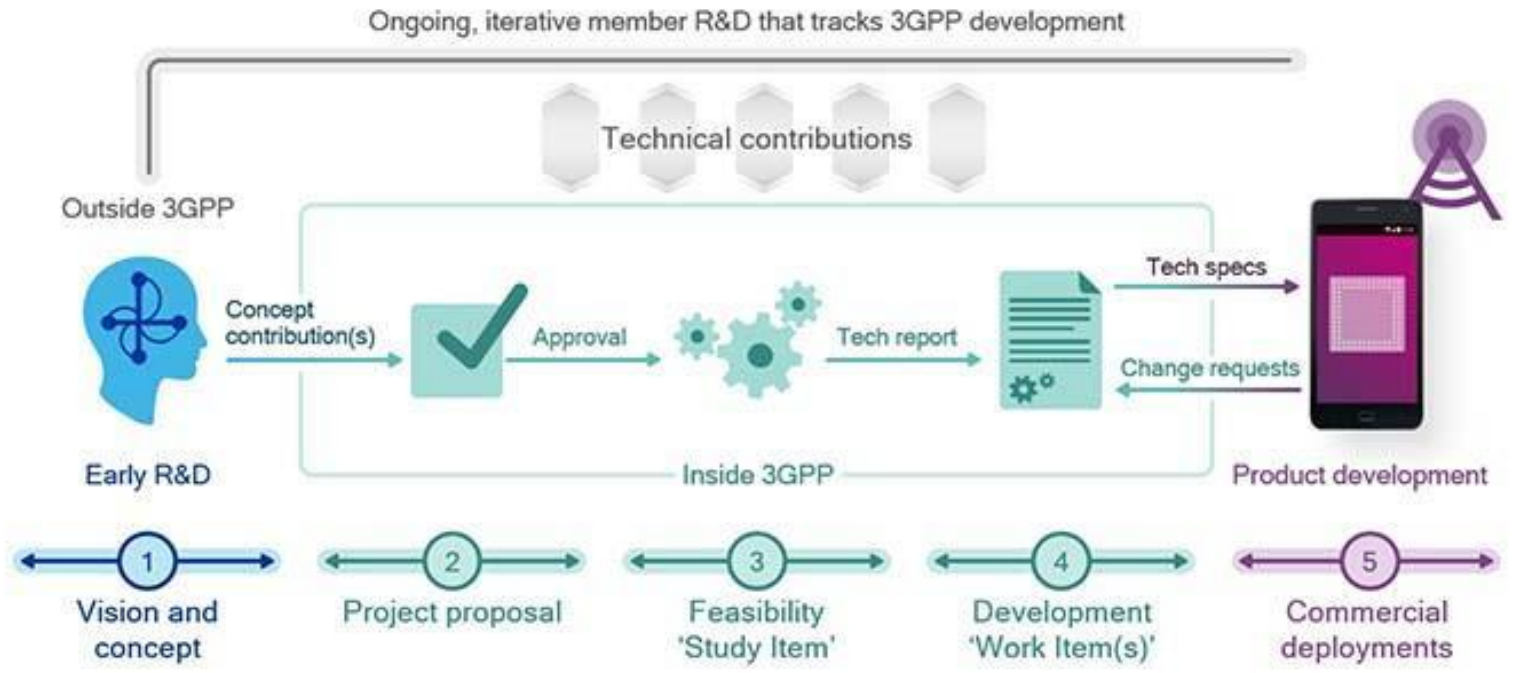 Ongoing, iterative member R&D that tracks 3GPP development
Technical contributions
Outside 3GPP
Concept
contribution(s)
Approval
Tech report
Tech specs
Change requests
Early R&D
Inside 3GPP
Product development
1
2
3
4
5
Vision and
concept
Project proposal
Feasibility
‘Study Item’
Development
‘Work Item(s)’
Commercial
deployments